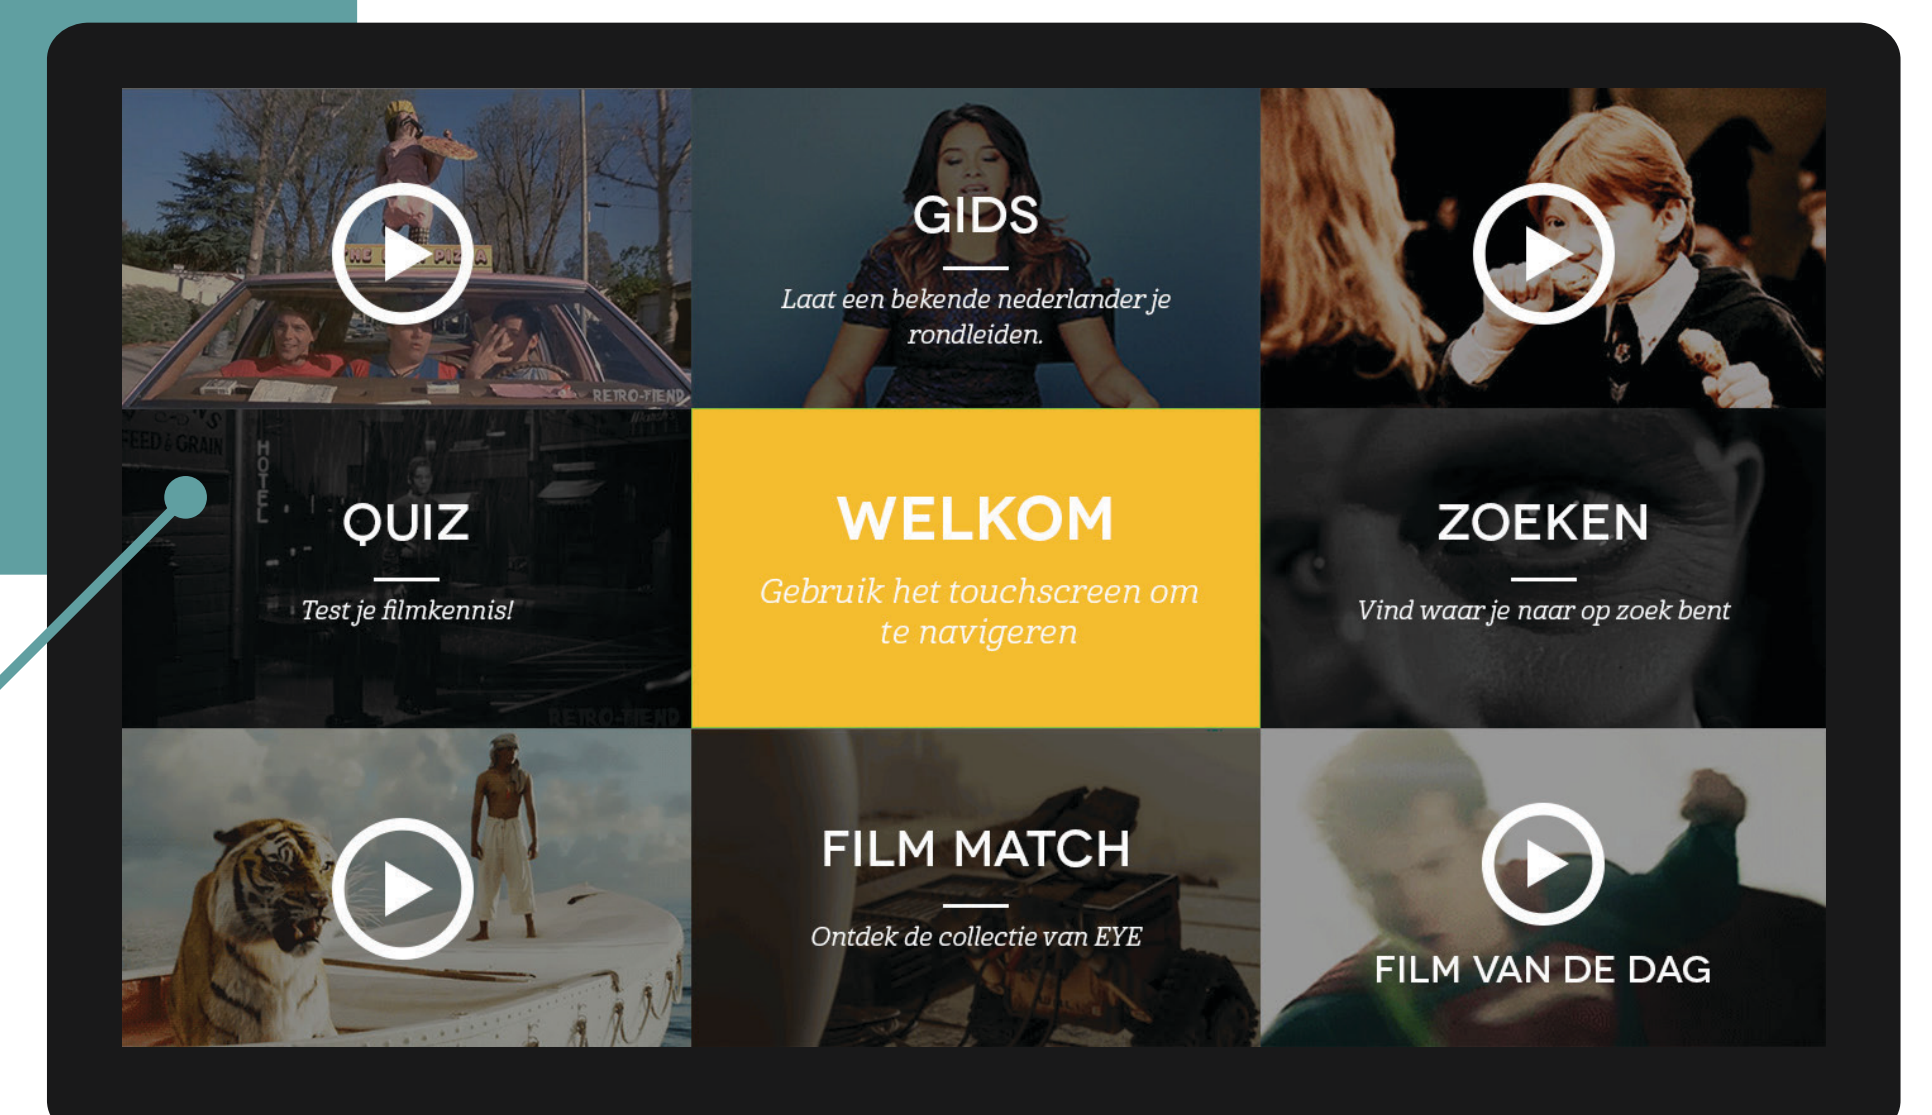 GIDS
Laat een bekende nederlander je
rondleiden.
RETRO-FIEND
FEED & GRAIN
HOTEL
QUIZ
Test je filmkennis!
RETRO-FIEND
WELKOM
Gebruik het touchscreen om
te navigeren
ZOEKEN
Vind waar je naar op zoek bent
FILM MATCH
Ontdek de collectie van EYE
FILM VAN DE DAG